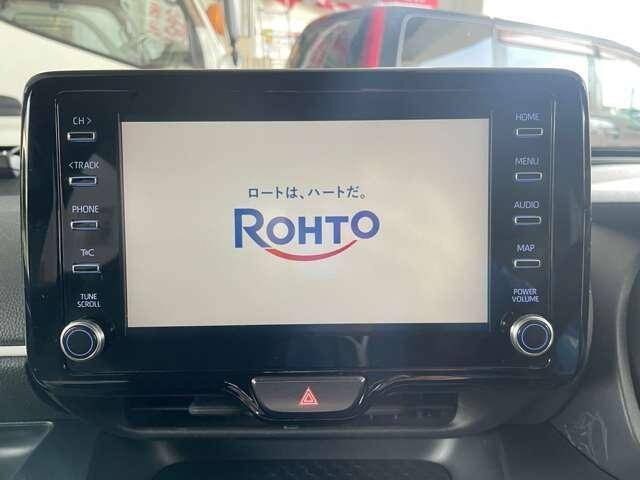 CH >
<TRACK
PHONE
T®C
TUNE
SCROLL
ロートは、ハートだ。
ROHTO
HOME
MENU
AUDIO
MAP
POWER
VOLUME